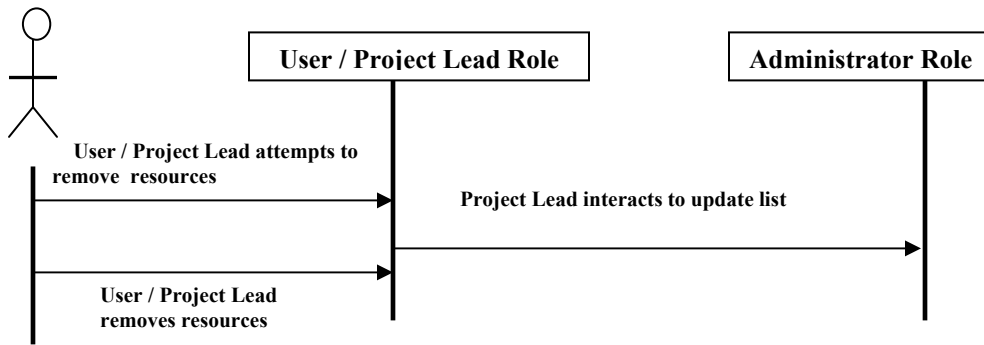 User / Project Lead Role
Administrator Role
User / Project Lead attempts to
remove resources
Project Lead interacts to update list
User / Project Lead
removes resources